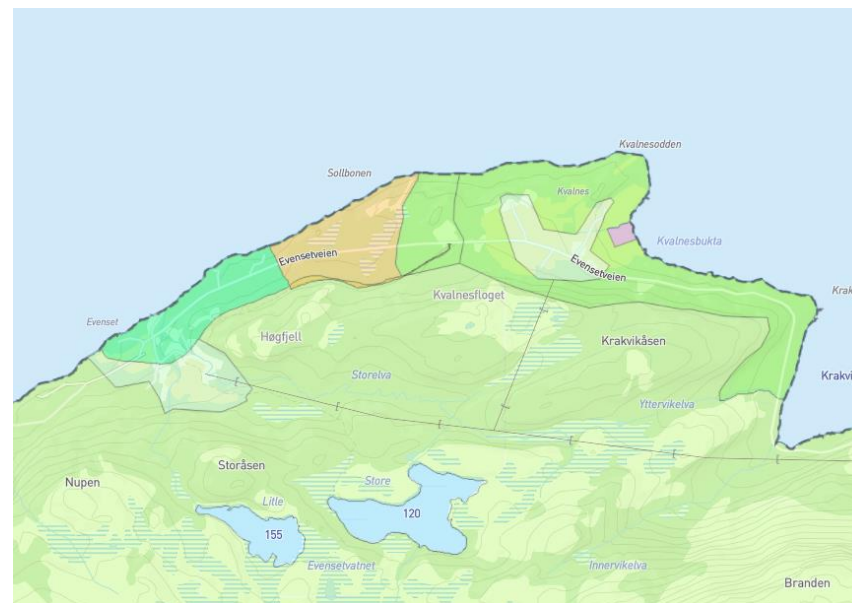 Kvalnesodden
Sollbonen
Kvalnes
Kvalnesbukta
Evensetveien
Evensetveien
Krak
Kvalnesfloget
Evenset
Høgfjell
Krakvikåsen
Storelva
Krakvi
Yttervikelva
Storåsen
Nupen
Store
Litle
120
155
Evensetvatnet
Innervikelva
Branden